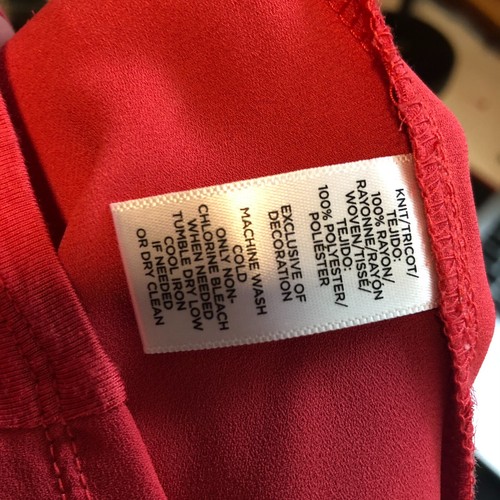 KNIT/TRICOT/
TEJIDO:
100% RAYON/
RAYONNE/RAYÓN
WOVEN/TISSÉ/
TEJIDO:
100% POLYESTER/
POLIESTER
EXCLUSIVE OF
DECORATION
MACHINE WASH
COLD
ONLY NON-
CHLORINE BLEACH
WHEN NEEDED
TUMBLE DRY LOW
COOL IRON
IF NEEDED
OR DRY CLEAN